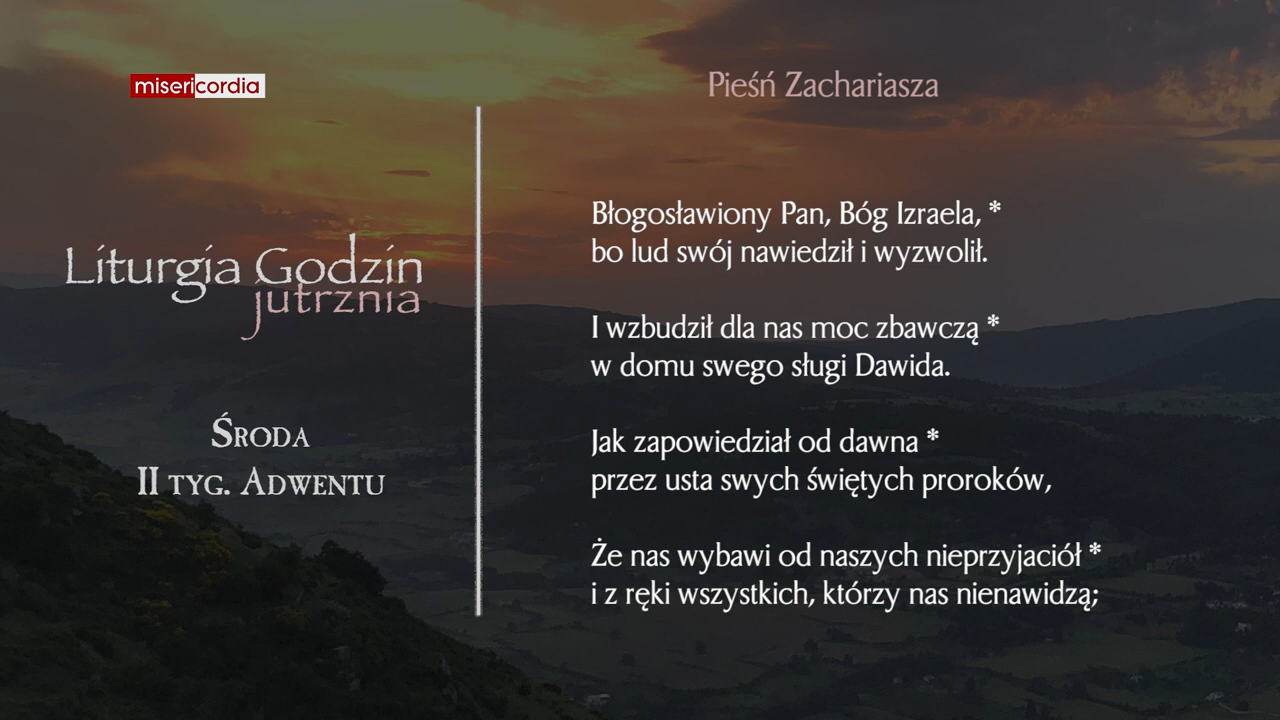 misericordia
Liturgia Godzin
jutrznia
Środa
II tyg. Adwentu
Pieśń Zachariasza
Błogosławiony Pan, Bóg Izraela, *
bo lud swój nawiedził i wyzwolił.
I wzbudził dla nas moc zbawczą *
w domu swego sługi Dawida.
Jak zapowiedział od dawna *
przez usta swych świętych proroków,
Że nas wybawi od naszych nieprzyjaciół *
i z ręki wszystkich, którzy nas nienawidzą;